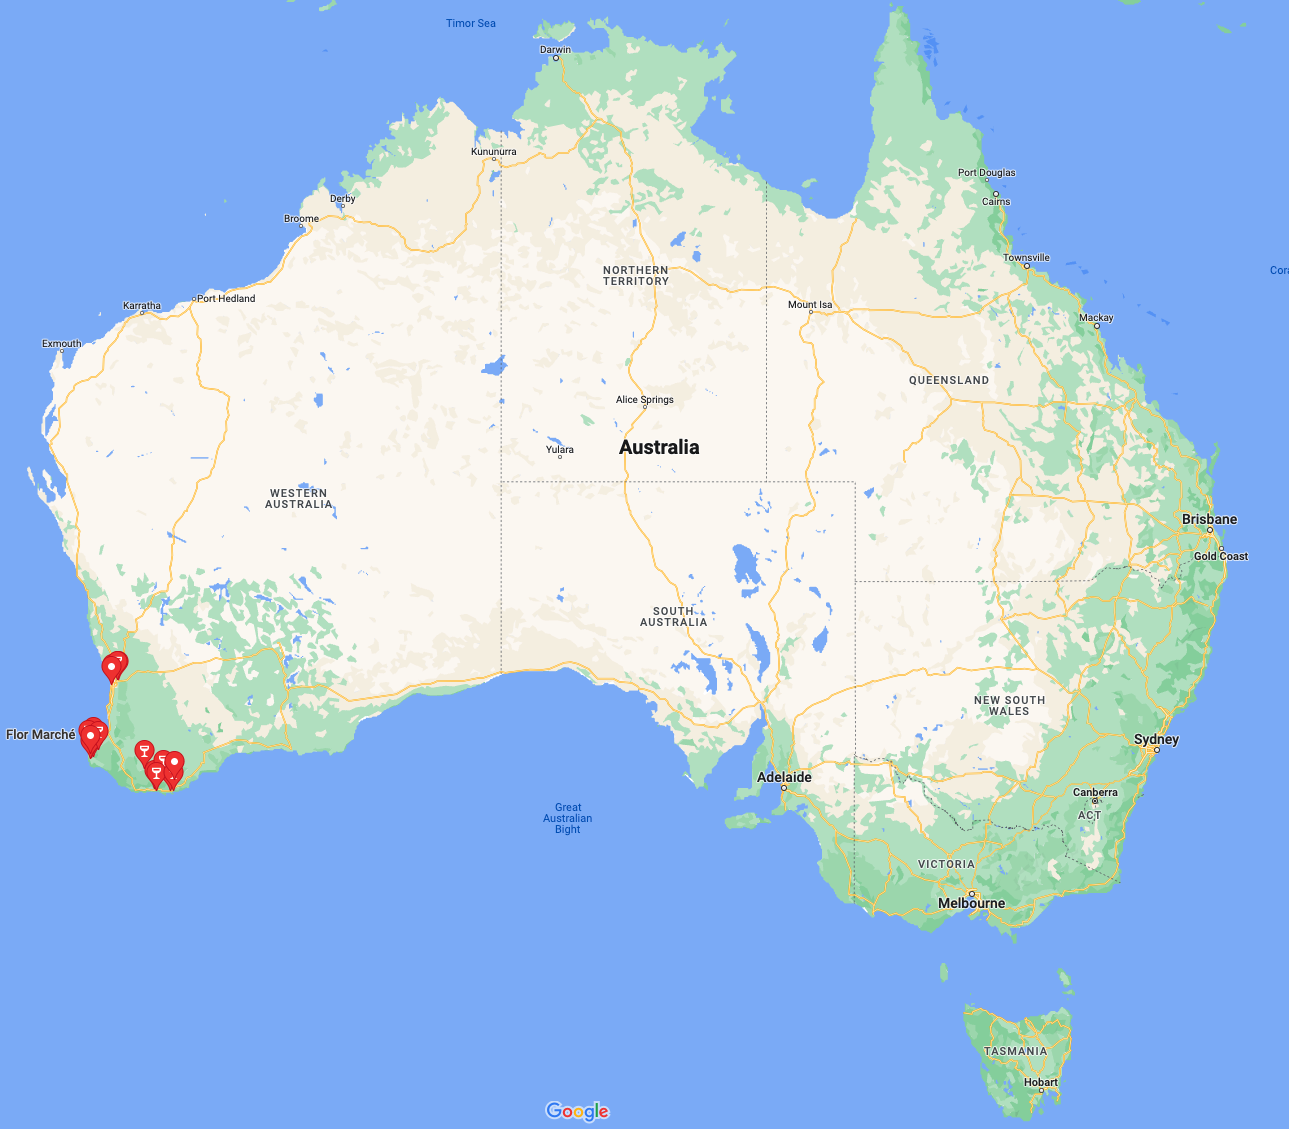 Timor Sea
Darwin
Kununurra
Port Douglas
Cairns
Derby
Broome
Townsville
NORTHERN
TERRITORY
Cora
Port Hedland
Karratha
Mount Isa
Mackay
Exmouth
QUEENSLAND
Alice Springs
Australia
Yulara
WESTERN
AUSTRALIA
Brisbane
Gold Coast
SOUTH
AUSTRALIA
NEW SOUTH
WALES
Flor Marché
Sydney
Adelaide
Canberra
Great
Australian
Bight
ACT
VICTORIA
Melbourne
TASMANIA
Hobart
Google